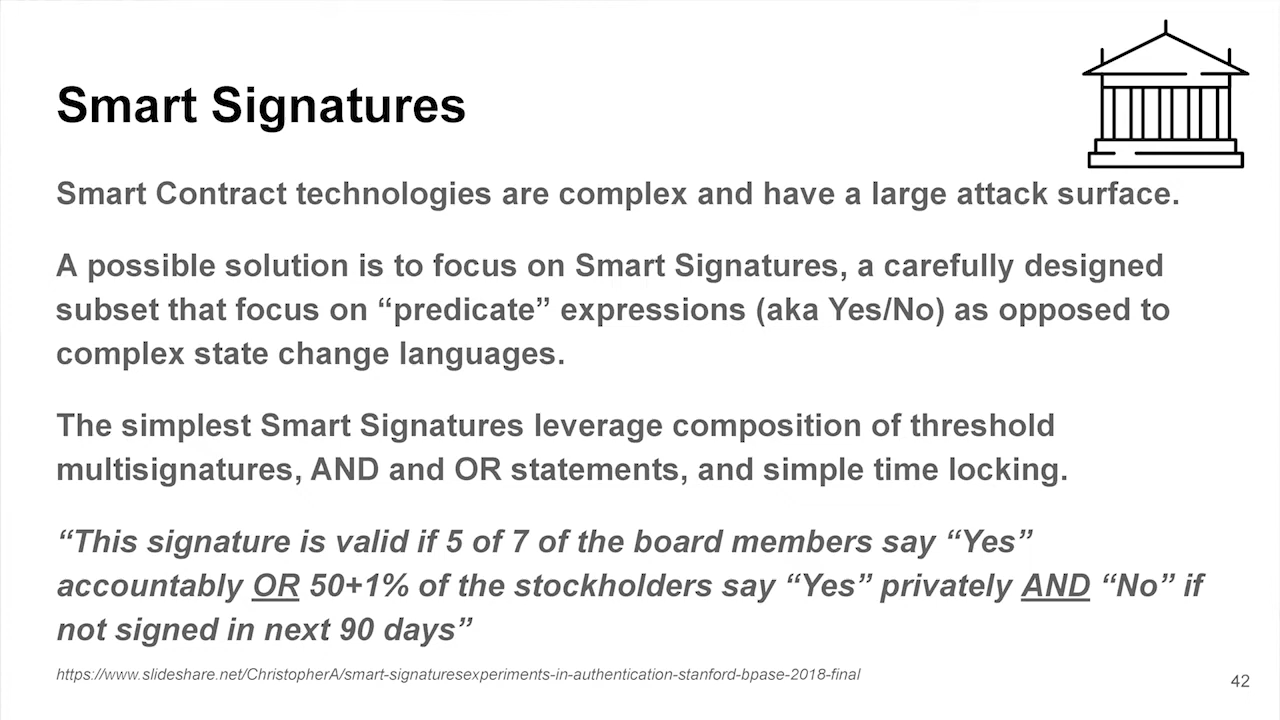 Smart Signatures
Smart Contract technologies are complex and have a large attack surface.
A possible solution is to focus on Smart Signatures, a carefully designed
subset that focus on “predicate” expressions (aka Yes/No) as opposed to
complex state change languages.
The simplest Smart Signatures leverage composition of threshold
multisignatures, AND and OR statements, and simple time locking.
“This signature is valid if 5 of 7 of the board members say “Yes”
accountably OR 50+1% of the stockholders say “Yes” privately AND “No” if
not signed in next 90 days”
https://www.slideshare.net/ChristopherA/smart-signaturesexperiments-in-authentication-stanford-bpase-2018-final
42